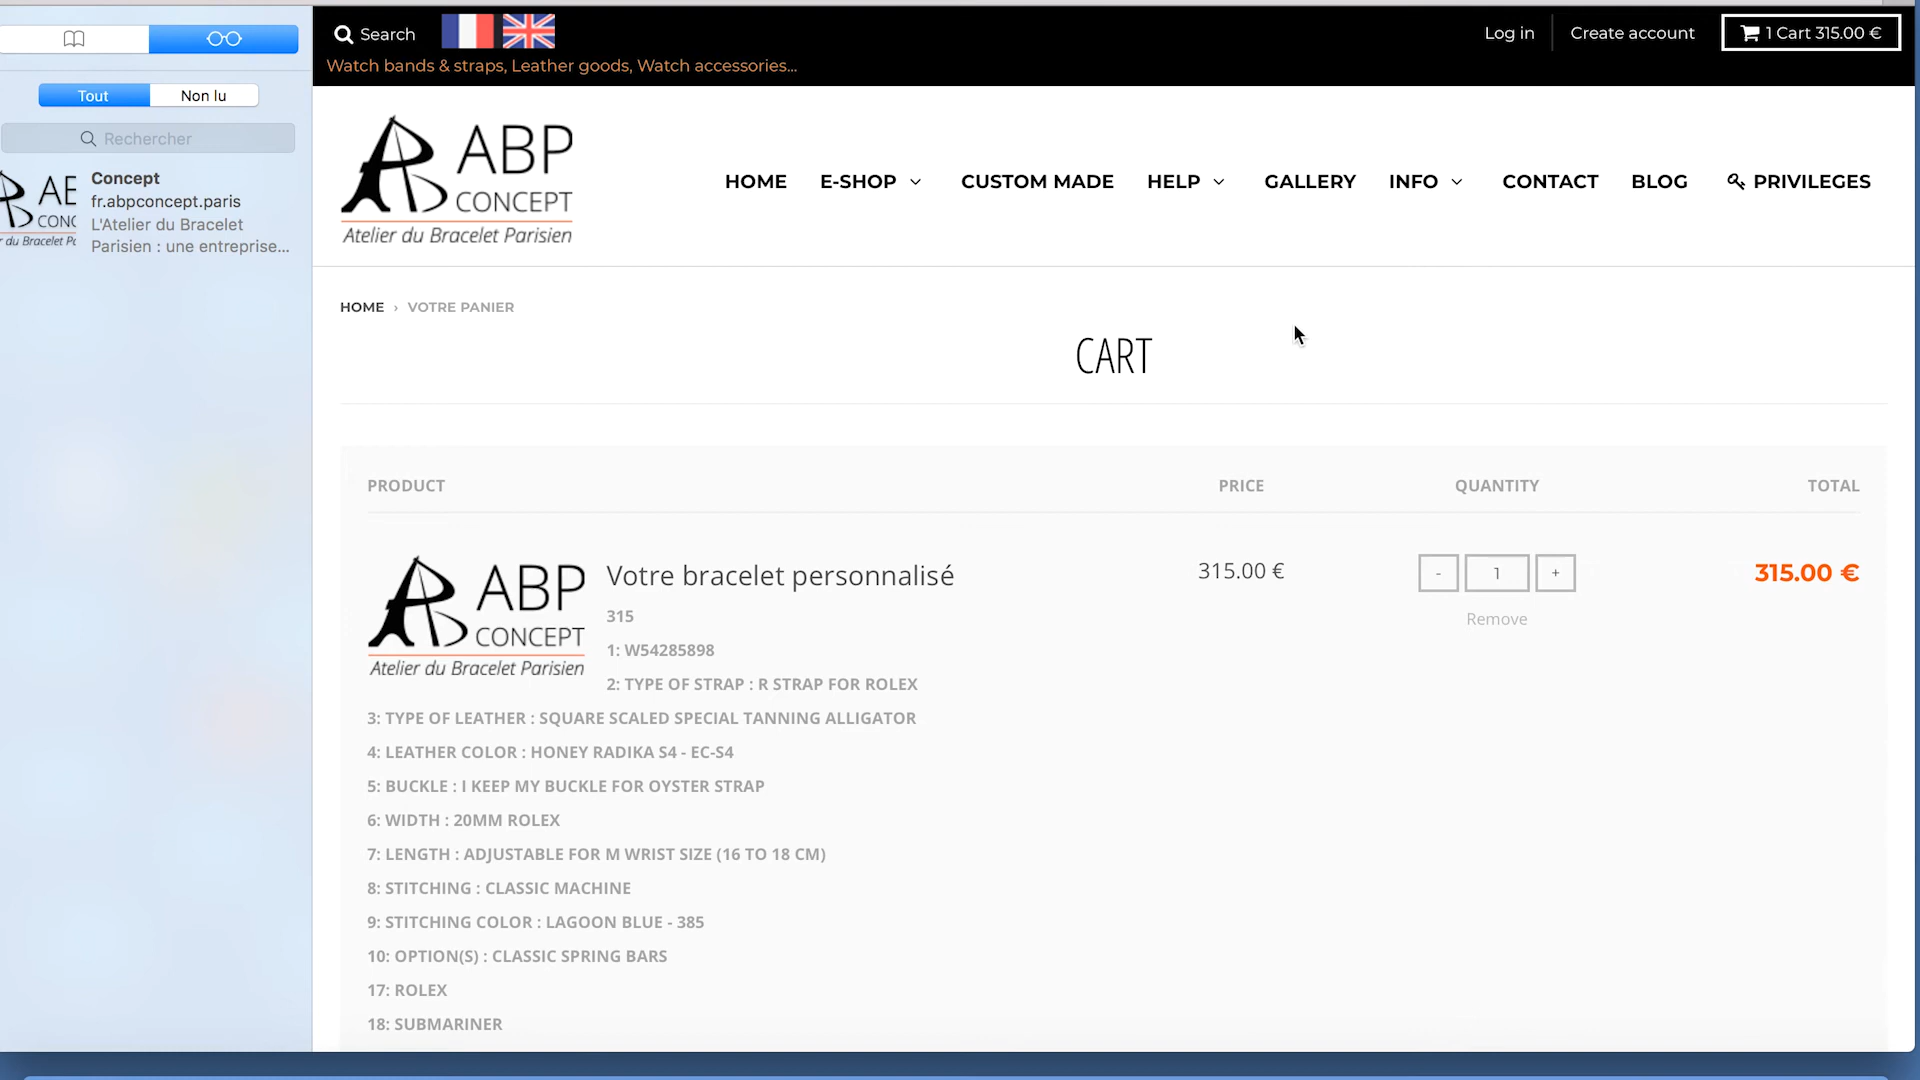 Tout
Non lu
Rechercher
Concept
fr.abpconcept.paris
L'Atelier du Bracelet
Parisien : une entreprise...
Search
Log in
Create account
1 Cart 315.00 €
Watch bands & straps, Leather goods, Watch accessories...
ABP
CONCEPT
Atelier du Bracelet Parisien
HOME
E-SHOP
CUSTOM MADE
HELP
GALLERY
INFO
CONTACT
BLOG
PRIVILEGES
HOME › VOTRE PANIER
CART
PRODUCT
PRICE
QUANTITY
TOTAL
ABP
CONCEPT
Atelier du Bracelet Parisien
Votre bracelet personnalisé
315.00 €
- 1 +
315.00 €
Remove
315
1: W54285898
2: TYPE OF STRAP : R STRAP FOR ROLEX
3: TYPE OF LEATHER : SQUARE SCALED SPECIAL TANNING ALLIGATOR
4: LEATHER COLOR : HONEY RADIKA S4 - EC-S4
5: BUCKLE : I KEEP MY BUCKLE FOR OYSTER STRAP
6: WIDTH : 20MM ROLEX
7: LENGTH : ADJUSTABLE FOR M WRIST SIZE (16 TO 18 CM)
8: STITCHING : CLASSIC MACHINE
9: STITCHING COLOR : LAGOON BLUE - 385
10: OPTION(S) : CLASSIC SPRING BARS
17: ROLEX
18: SUBMARINER